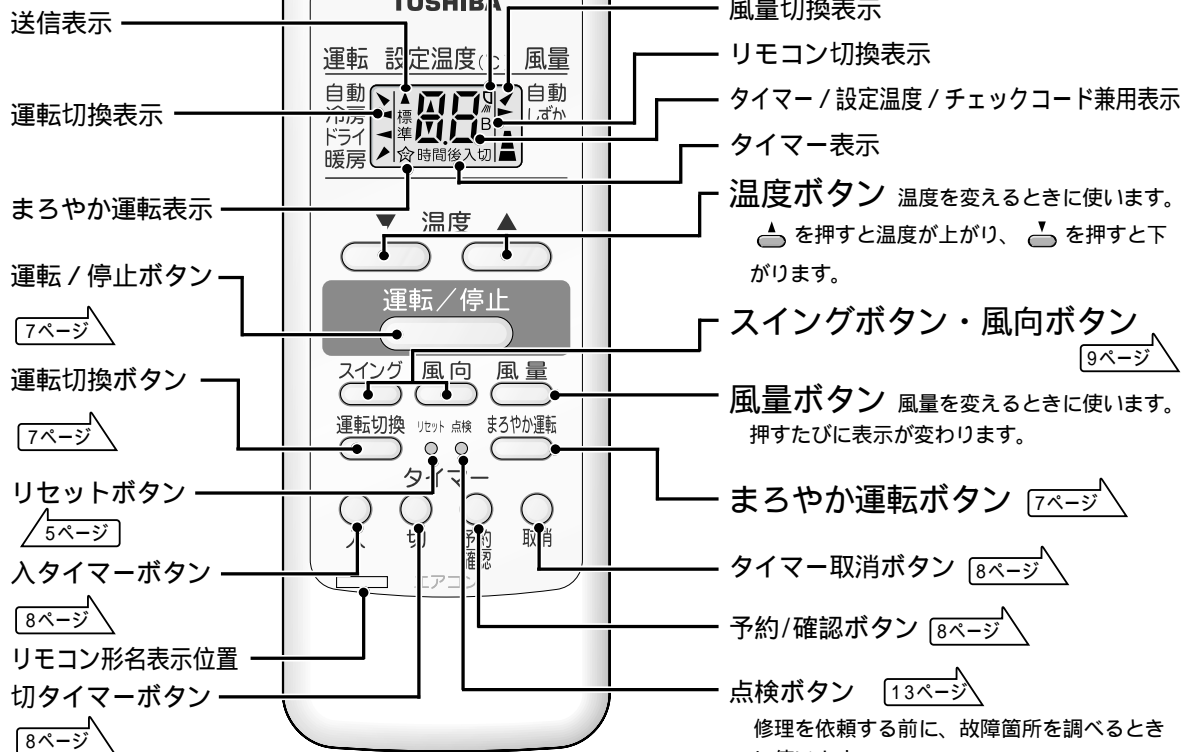 TOSHIBA
送信表示
運転切換表示
まろやか運転表示
運転 / 停止ボタン
7ページ
運転切換ボタン
7ページ
リセットボタン
5ページ
入タイマーボタン
8ページ
リモコン形名表示位置
切タイマーボタン
8ページ
運転 設定温度(℃) 風量
自動
冷房
ドライ
暖房
標準
88
B
時間後入切
自動
しずか
▼ 温度 ▲
運転/停止
スイング 風向 風量
運転切換 リセット 点検 まろやか運転
タイマー
入 切 予約確認 取消
エアコン
風量切換表示
リモコン切換表示
タイマー / 設定温度 / チェックコード兼用表示
タイマー表示
温度ボタン 温度を変えるときに使います。
▲ を押すと温度が上がり、 ▼ を押すと下
がります。
スイングボタン・風向ボタン
9ページ
風量ボタン 風量を変えるときに使います。
押すたびに表示が変わります。
まろやか運転ボタン 7ページ
タイマー取消ボタン 8ページ
予約/確認ボタン 8ページ
点検ボタン 13ページ
修理を依頼する前に、故障箇所を調べるとき